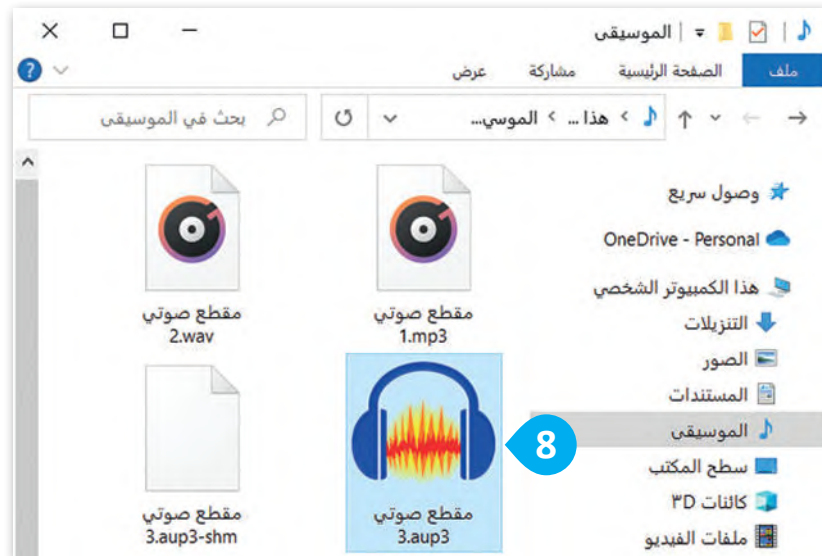 الموسيقى
ملف
الصفحة الرئيسية
مشاركة
عرض
هذا ... > الموسي...
بحث في الموسيقى
وصول سريع
OneDrive - Personal
هذا الكمبيوتر الشخصي
التنزيلات
الصور
المستندات
الموسيقى
سطح المكتب
كائنات ٣D
ملفات الفيديو
مقطع صوتي
1.mp3
مقطع صوتي
2.wav
8
مقطع صوتي
3.aup3
مقطع صوتي
3.aup3-shm